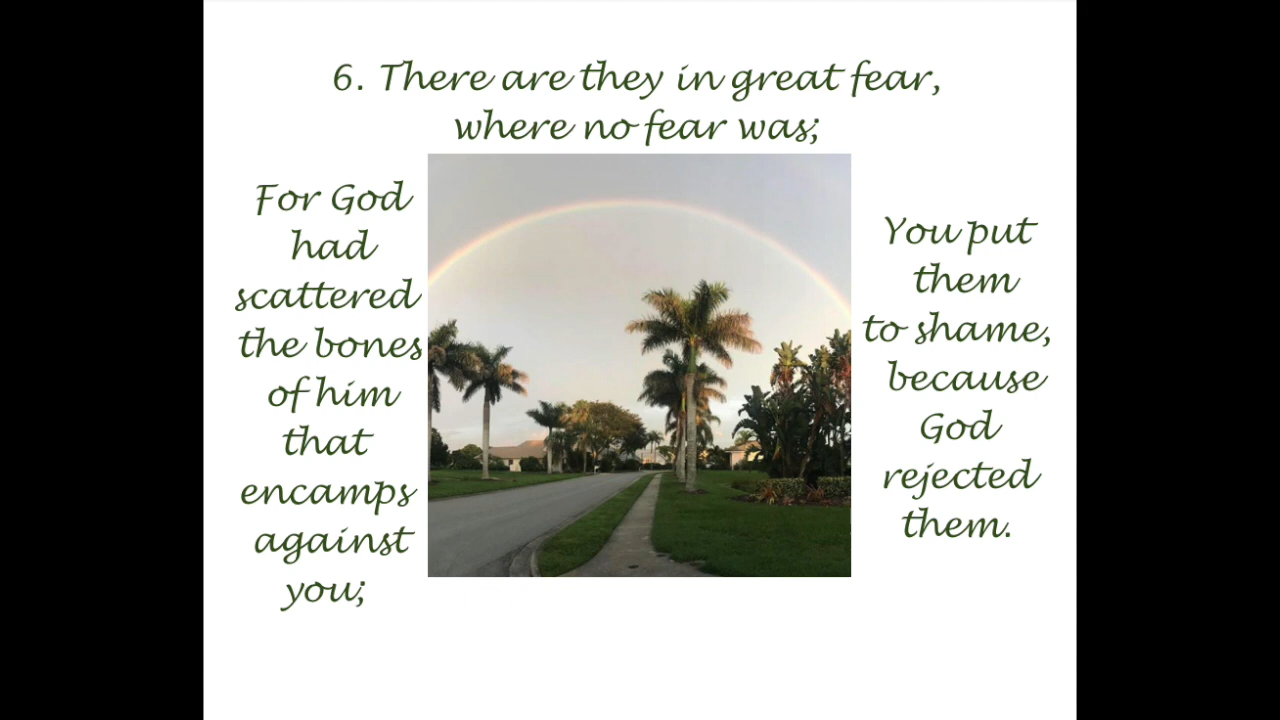 6. There are they in great fear,
where no fear was;
For God
had
scattered
the bones
of him
that
encamps
against
you;
You put
them
to shame,
because
God
rejected
them.